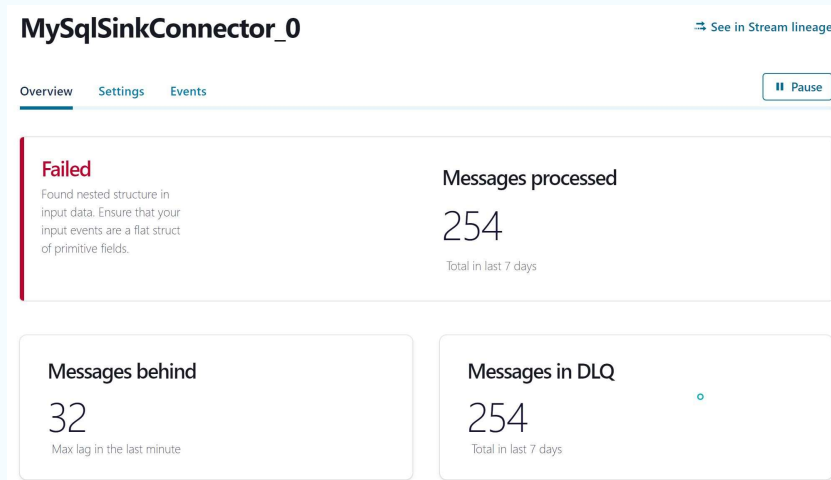 MySqlSinkConnector_0
See in Stream lineage
Overview Settings Events
Pause
Failed
Found nested structure in
input data. Ensure that your
input events are a flat struct
of primitive fields.
Messages processed
254
Total in last 7 days
Messages behind
32
Max lag in the last minute
Messages in DLQ
254
Total in last 7 days